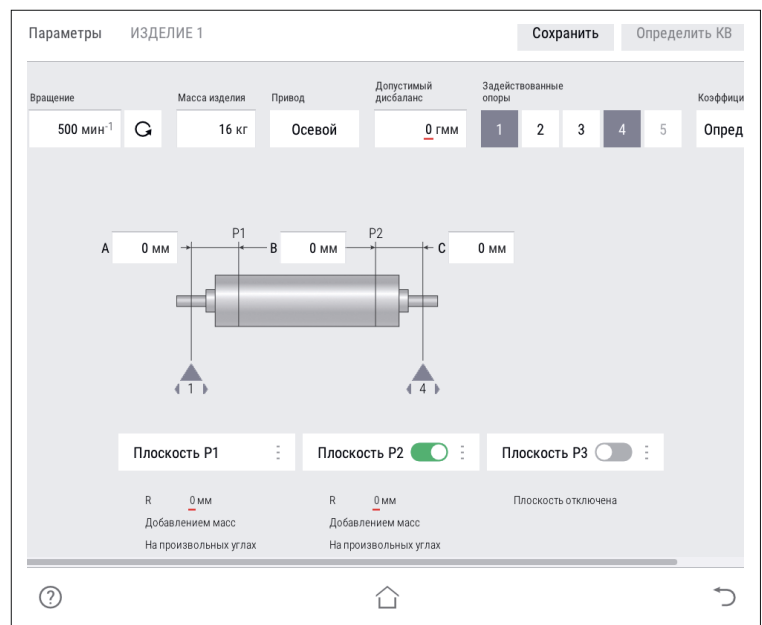 Параметры ИЗДЕЛИЕ 1 Сохранить Определить КВ
Вращение Масса изделия Привод Допустимый дисбаланс Задействованные опоры Коэффици
500 мин⁻¹ 16 кг Осевой 0 гмм 1 2 3 4 5 Опред
P1 P2
A 0 мм B 0 мм C 0 мм
1 4
Плоскость P1 Плоскость P2 Плоскость P3
R 0 мм R 0 мм Плоскость отключена
Добавлением масс Добавлением масс
На произвольных углах На произвольных углах
?